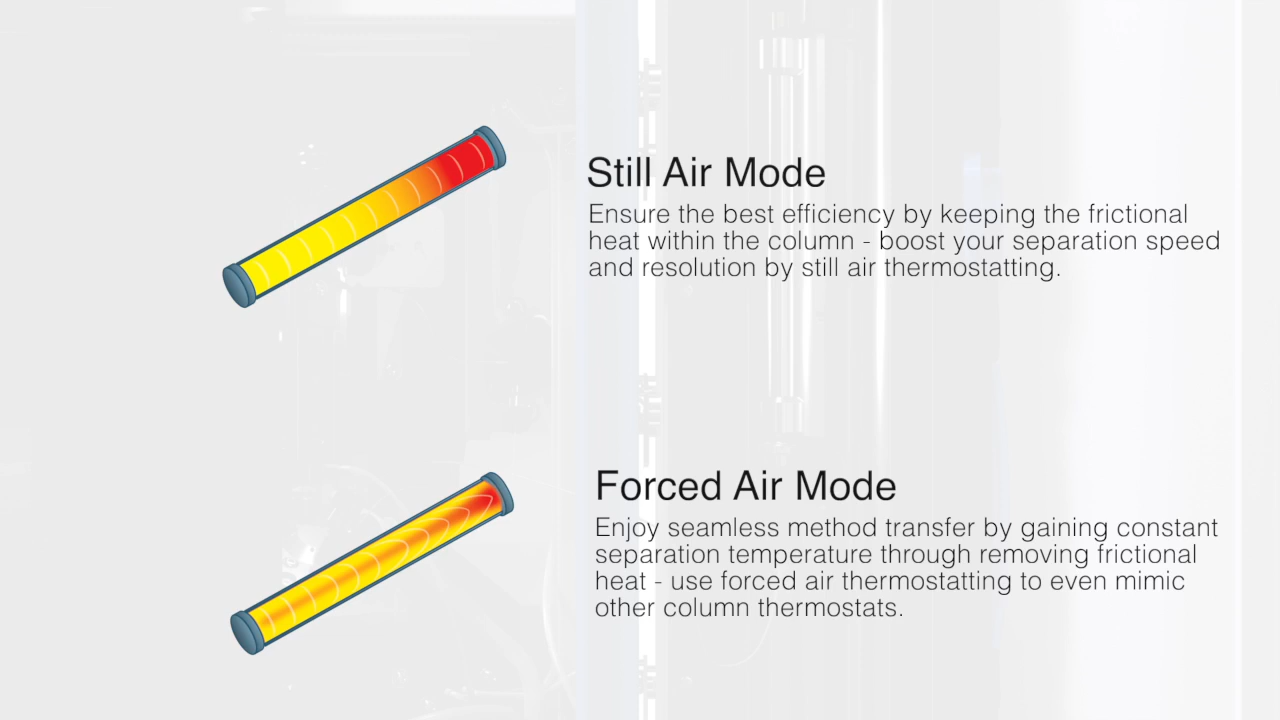 Still Air Mode
Ensure the best efficiency by keeping the frictional
heat within the column - boost your separation speed
and resolution by still air thermostatting.
Forced Air Mode
Enjoy seamless method transfer by gaining constant
separation temperature through removing frictional
heat - use forced air thermostatting to even mimic
other column thermostats.